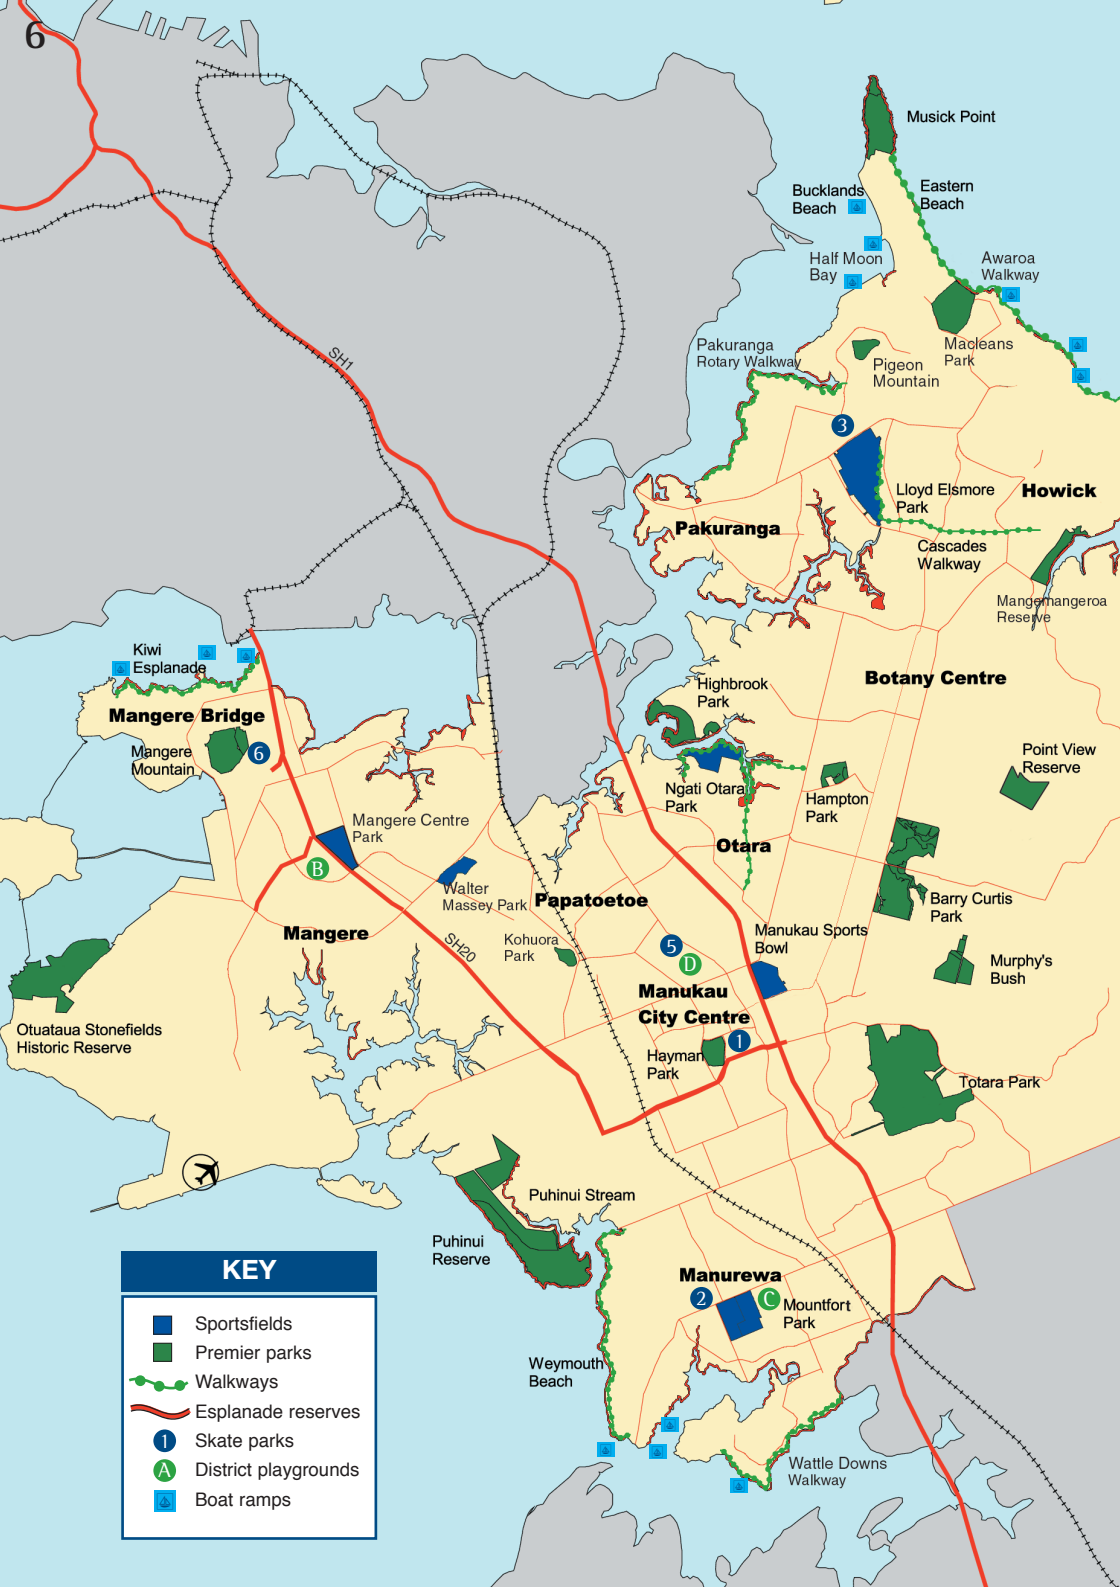 6
Musick Point
Bucklands
Beach
Eastern
Beach
Half Moon
Bay
Awaroa
Walkway
SH1
Pakuranga
Rotary Walkway
Macleans
Park
Pigeon
Mountain
3
Lloyd Elsmore
Park
Howick
Pakuranga
Cascades
Walkway
Mangemangeroa
Reserve
Kiwi
Esplanade
Botany Centre
Highbrook
Park
Mangere Bridge
Mangere
Mountain
6
Point View
Reserve
Ngati Otara
Park
Hampton
Park
Mangere Centre
Park
Otara
B
Walter
Massey Park
Papatoetoe
Barry Curtis
Park
Mangere
SH20
Kohuora
Park
5
D
Manukau Sports
Bowl
Murphy's
Bush
Manukau
City Centre
Otuataua Stonefields
Historic Reserve
1
Hayman
Park
Totara Park
Puhinui Stream
Puhinui
Reserve
KEY
Sportsfields
Premier parks
Walkways
Esplanade reserves
1
Skate parks
A
District playgrounds
Boat ramps
Manurewa
2
C
Mountfort
Park
Weymouth
Beach
Wattle Downs
Walkway